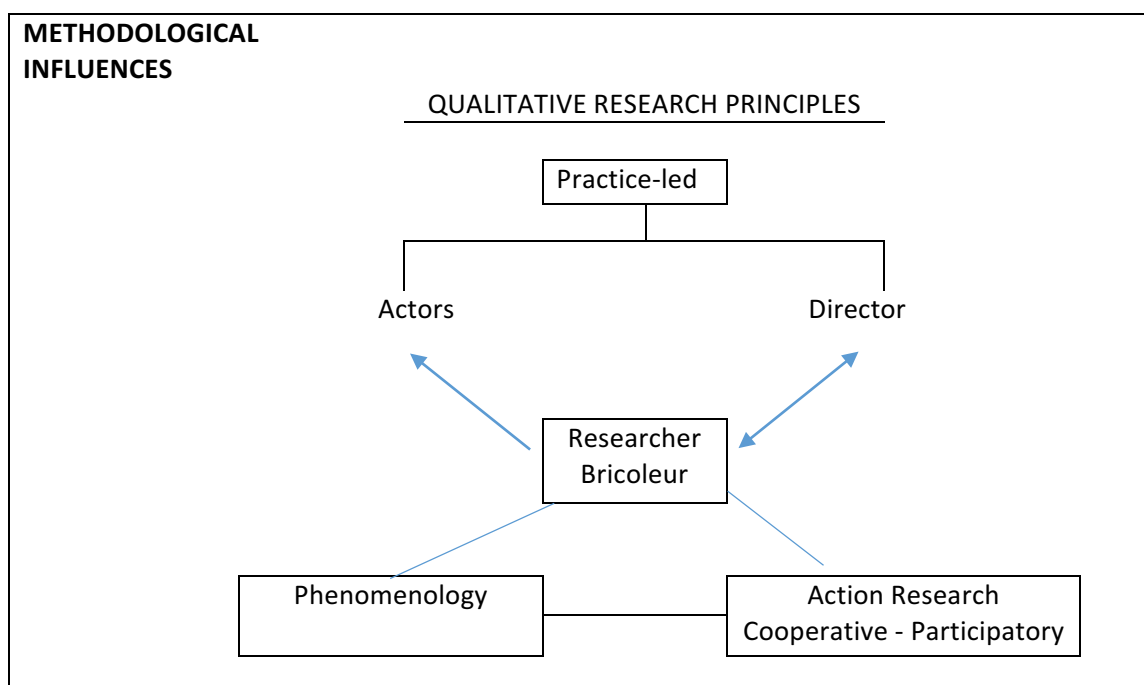 METHODOLOGICAL
INFLUENCES
QUALITATIVE RESEARCH PRINCIPLES
Practice-led
Actors
Director
Researcher
Bricoleur
Phenomenology
Action Research
Cooperative - Participatory